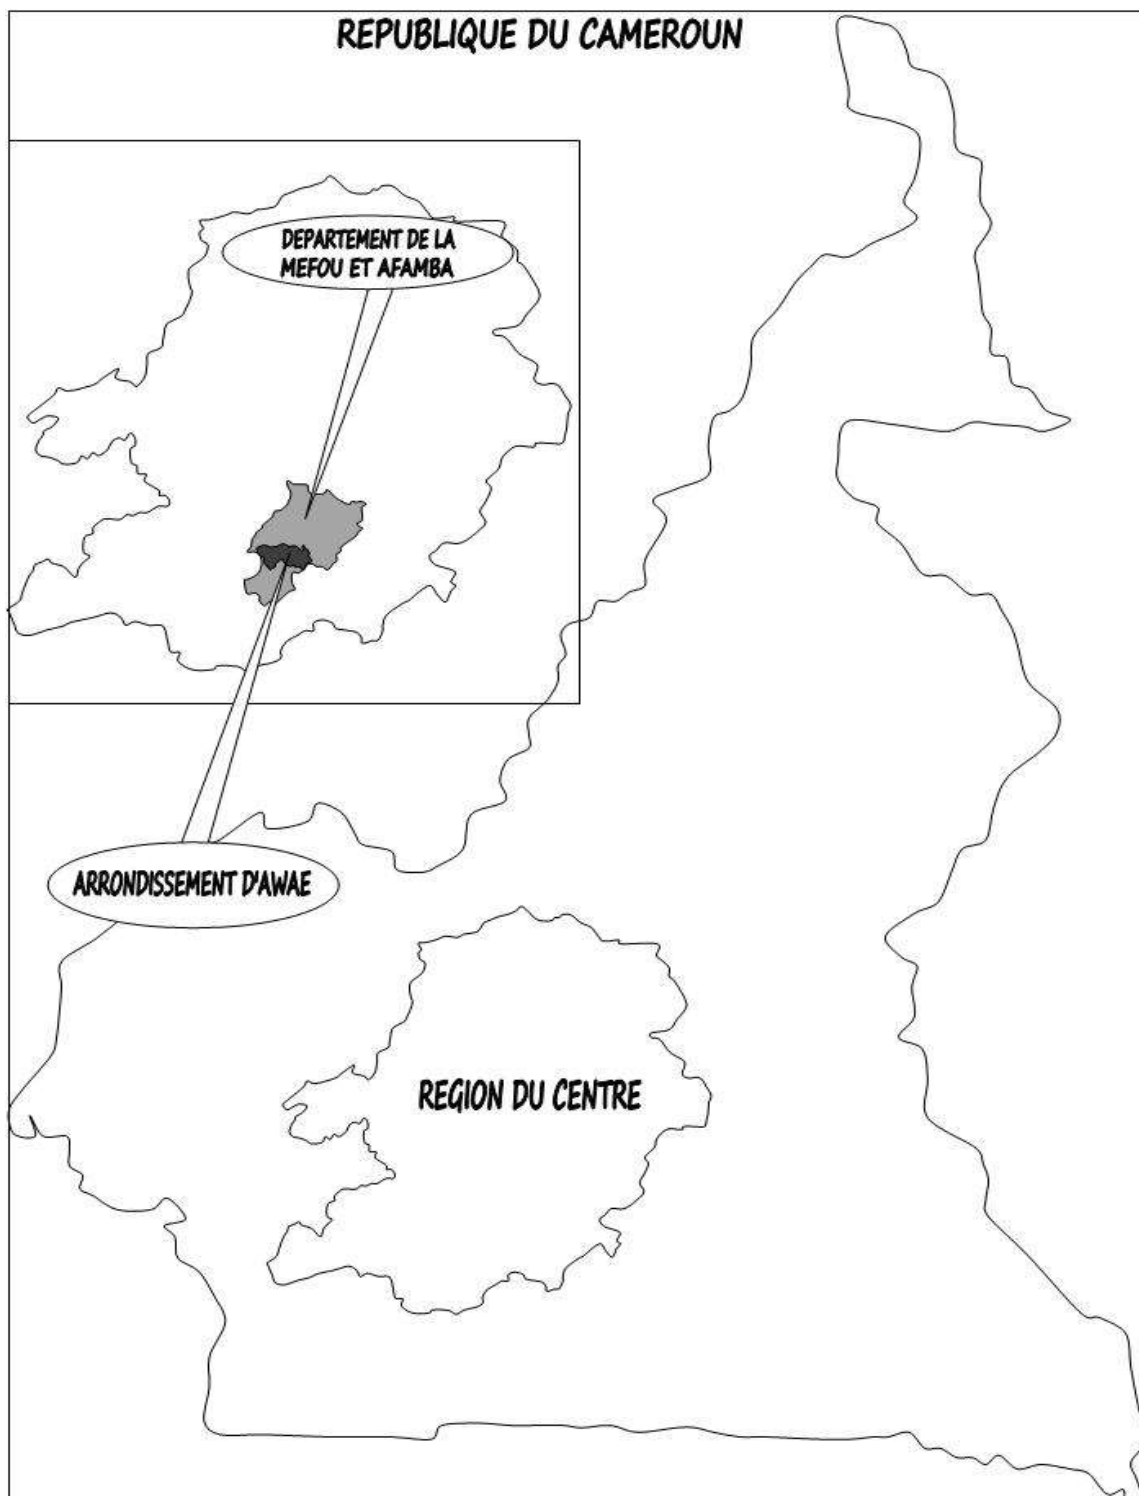 REPUBLIQUE DU CAMEROUN
DEPARTEMENT DE LA
MEFOU ET AFAMBA
ARRONDISSEMENT D'AWAE
REGION DU CENTRE